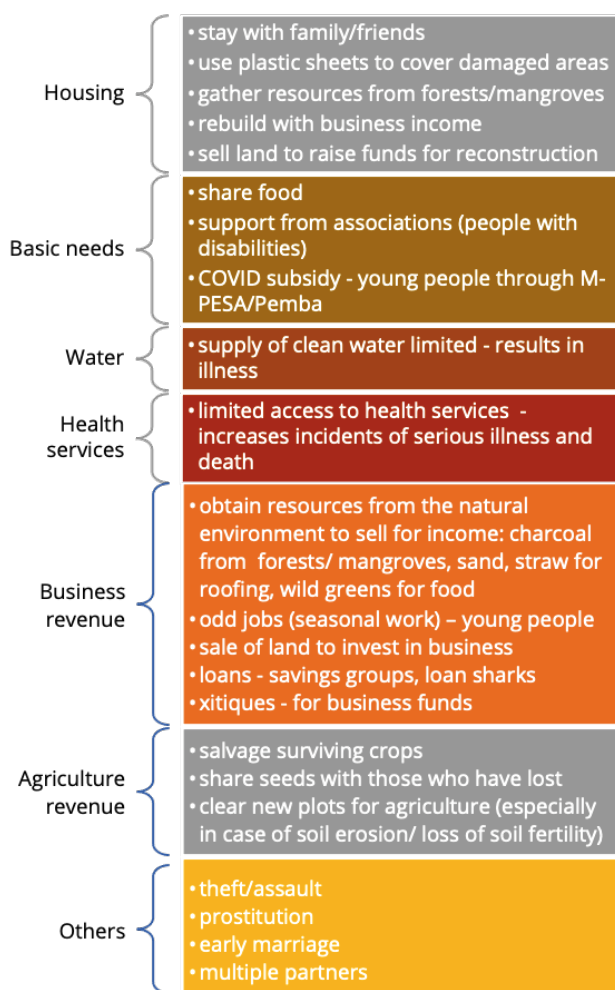 Housing
• stay with family/friends
• use plastic sheets to cover damaged areas
• gather resources from forests/mangroves
• rebuild with business income
• sell land to raise funds for reconstruction
Basic needs
• share food
• support from associations (people with
disabilities)
• COVID subsidy - young people through M-
PESA/Pemba
Water
• supply of clean water limited - results in
illness
Health
services
• limited access to health services  -
increases incidents of serious illness and
death
Business
revenue
• obtain resources from the natural
environment to sell for income: charcoal
from  forests/ mangroves, sand, straw for
roofing, wild greens for food
• odd jobs (seasonal work) – young people
• sale of land to invest in business
• loans - savings groups, loan sharks
• xitiques - for business funds
Agriculture
revenue
• salvage surviving crops
• share seeds with those who have lost
• clear new plots for agriculture (especially
in case of soil erosion/ loss of soil fertility)
Others
• theft/assault
• prostitution
• early marriage
• multiple partners